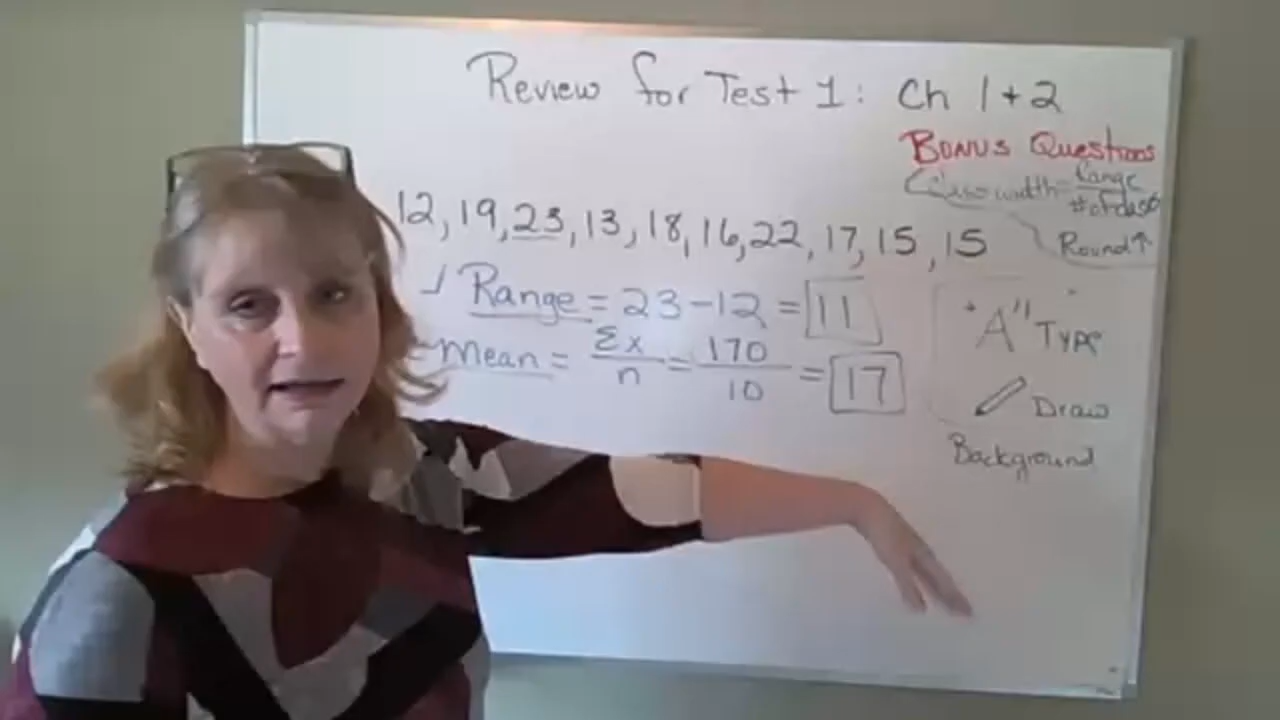 Review for Test 1: Ch 1+2
Bonus Questions
Class width = Range
# of classes
Round ↑
12, 19, 23, 13, 18, 16, 22, 17, 15, 15
✓ Range = 23-12 = 11
Mean = Σx/n = 170/10 = 17
"A" Type
Draw
Background